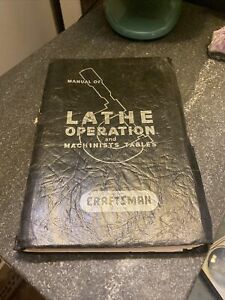 MANUAL OF
LATHE
OPERATION
and
MACHINISTS TABLES
CRAFTSMAN